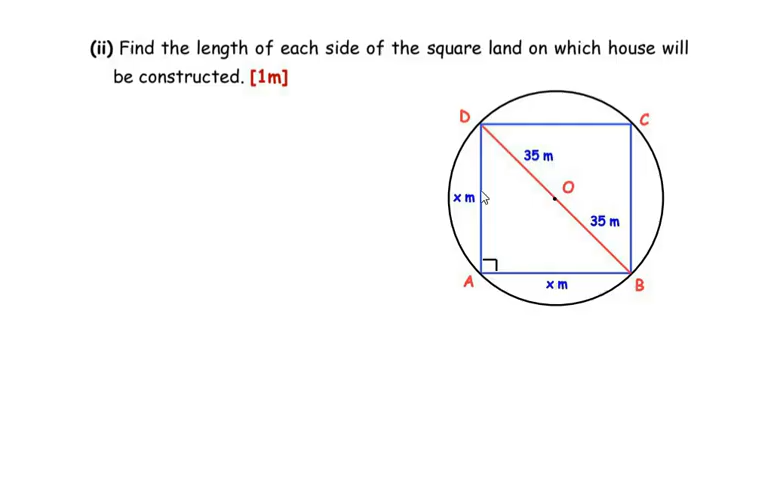 (ii) Find the length of each side of the square land on which house will
be constructed. [1m]
D
C
35 m
O
x m
35 m
A
x m
B